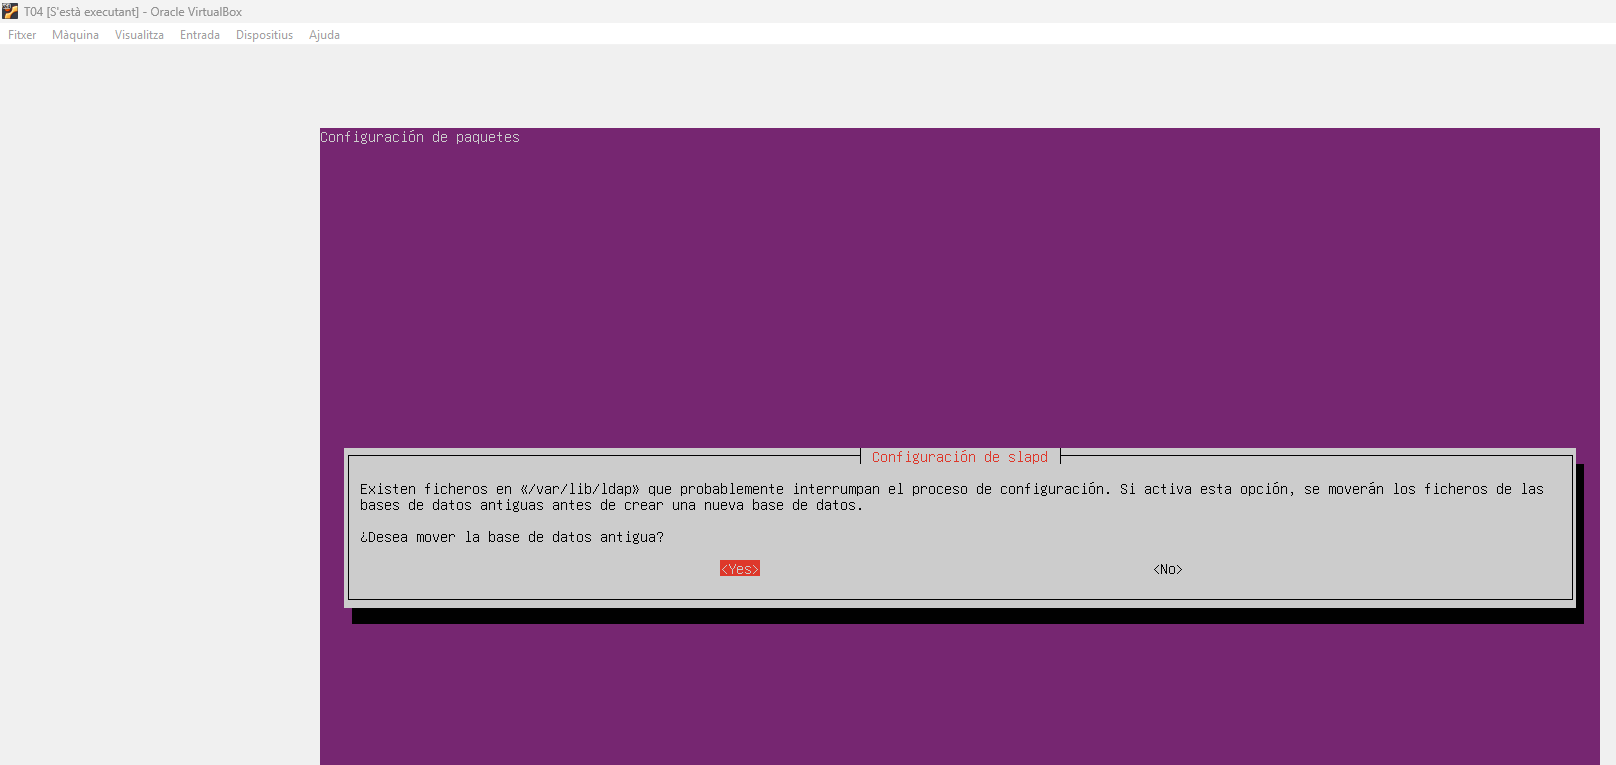 T04 [S'està executant] - Oracle VirtualBox
Fitxer Màquina Visualitza Entrada Dispositius Ajuda
Configuración de paquetes
Configuración de slapd
Existen ficheros en «/var/lib/ldap» que probablemente interrumpan el proceso de configuración. Si activa esta opción, se moverán los ficheros de las
bases de datos antiguas antes de crear una nueva base de datos.
¿Desea mover la base de datos antigua?
<Yes> <No>